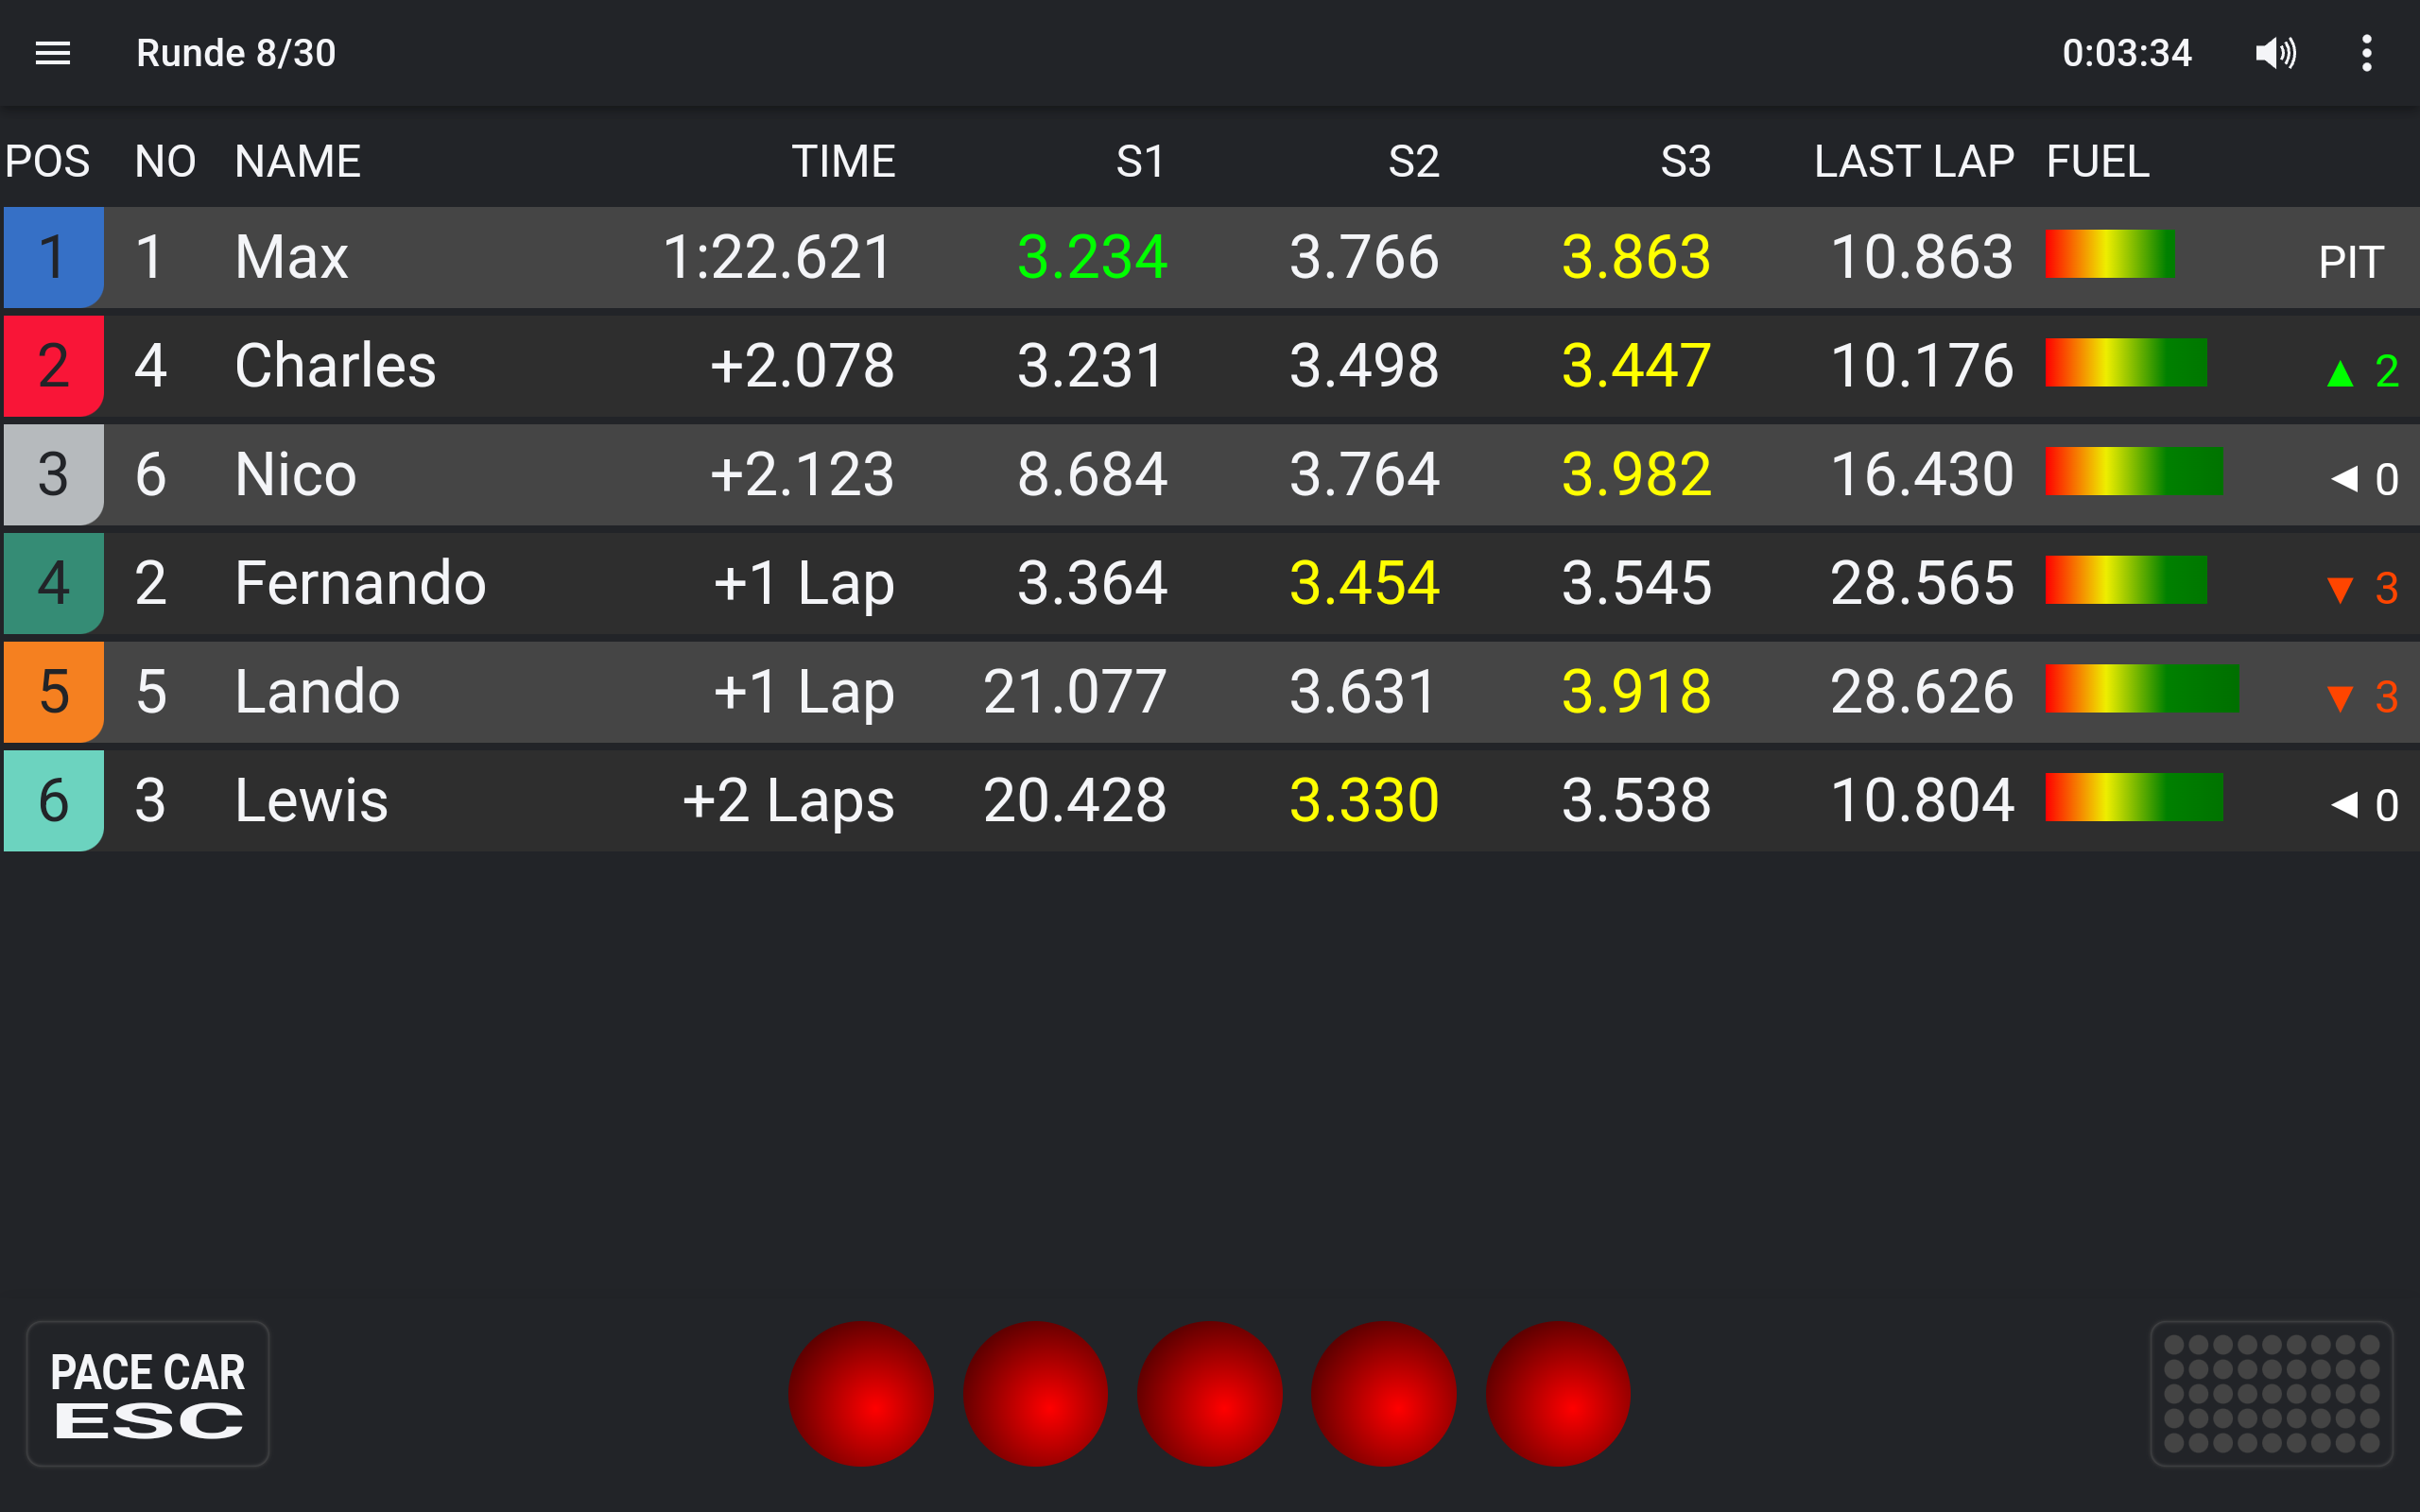 Runde 8/30 0:03:34
POS NO NAME TIME S1 S2 S3 LAST LAP FUEL
1 1 Max 1:22.621 3.234 3.766 3.863 10.863 PIT
2 4 Charles +2.078 3.231 3.498 3.447 10.176 ▲ 2
3 6 Nico +2.123 8.684 3.764 3.982 16.430 ◀ 0
4 2 Fernando +1 Lap 3.364 3.454 3.545 28.565 ▼ 3
5 5 Lando +1 Lap 21.077 3.631 3.918 28.626 ▼ 3
6 3 Lewis +2 Laps 20.428 3.330 3.538 10.804 ◀ 0
PACE CAR
ESC